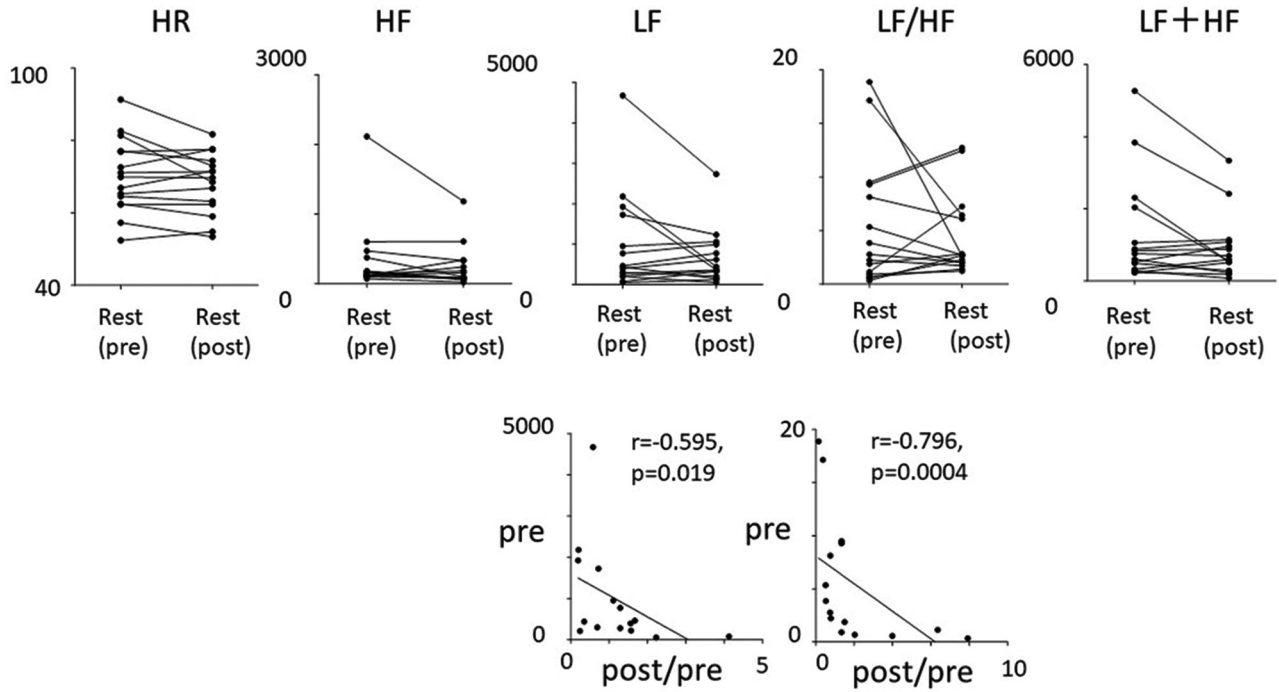 HR
HF
LF
LF/HF
LF+HF
100
40
Rest
(pre)
Rest
(post)
3000
0
Rest
(pre)
Rest
(post)
5000
0
Rest
(pre)
Rest
(post)
20
0
Rest
(pre)
Rest
(post)
6000
0
Rest
(pre)
Rest
(post)
5000
r=-0.595,
p=0.019
pre
0
0
post/pre
5
20
r=-0.796,
p=0.0004
pre
0
0
post/pre
10